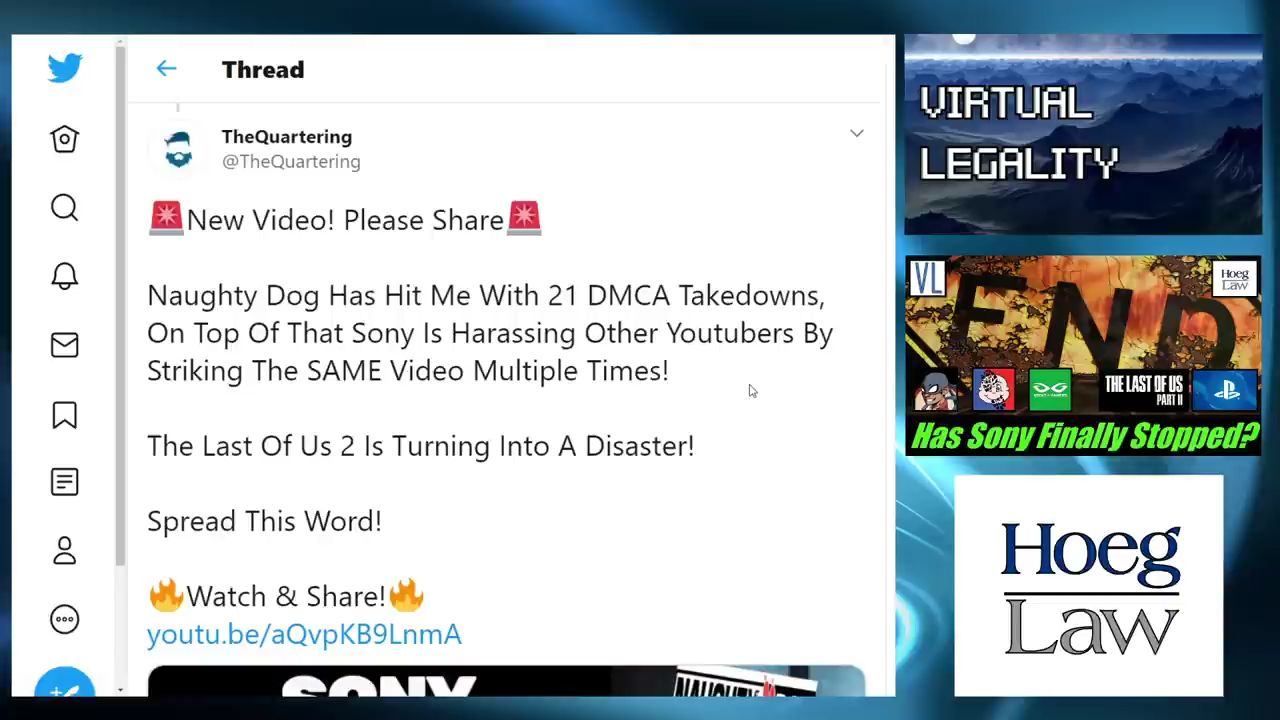 Thread
TheQuartering
@TheQuartering
🚨New Video! Please Share🚨
Naughty Dog Has Hit Me With 21 DMCA Takedowns,
On Top Of That Sony Is Harassing Other Youtubers By
Striking The SAME Video Multiple Times!
The Last Of Us 2 Is Turning Into A Disaster!
Spread This Word!
🔥Watch & Share!🔥
youtu.be/aQvpKB9LnmA
SONY
NAUGHTY
VIRTUAL
LEGALITY
VL
Hoeg
Law
END
THE LAST OF US
PART II
Has Sony Finally Stopped?
Hoeg
Law